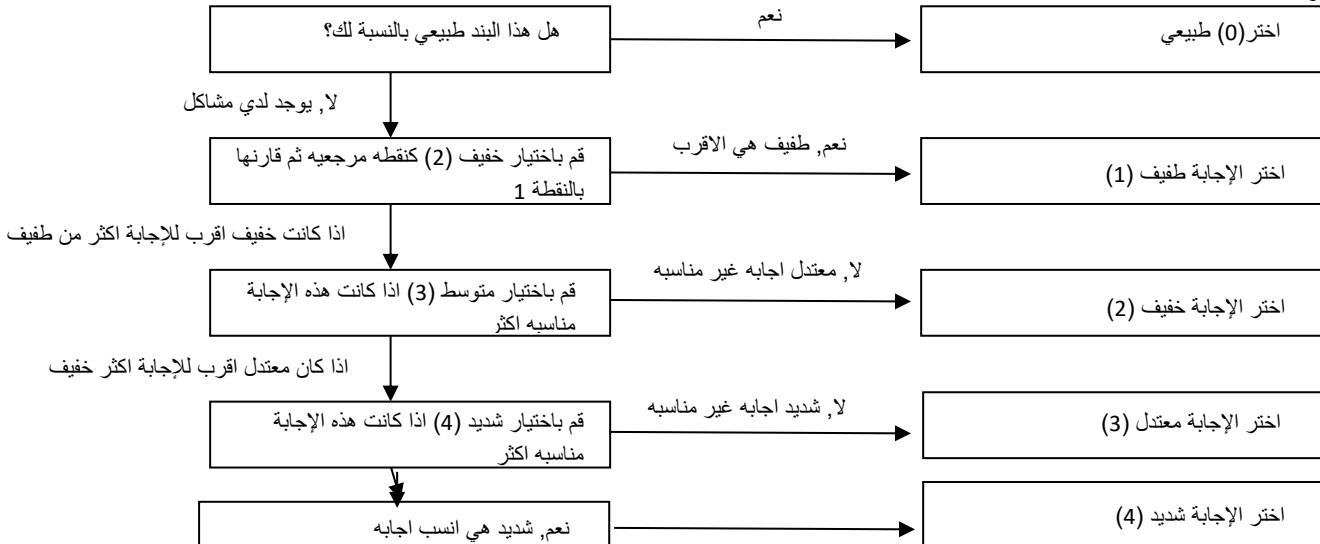 هل هذا البند طبيعي بالنسبة لك؟
نعم
اختر(0) طبيعي
لا, يوجد لدي مشاكل
قم باختيار خفيف (2) كنقطه مرجعيه ثم قارنها
بالنقطة 1
نعم, طفيف هي الاقرب
اختر الإجابة طفيف (1)
اذا كانت خفيف اقرب للإجابة اكثر من طفيف
قم باختيار متوسط (3) اذا كانت هذه الإجابة
مناسبه اكثر
لا, معتدل اجابه غير مناسبه
اختر الإجابة خفيف (2)
اذا كان معتدل اقرب للإجابة اكثر خفيف
قم باختيار شديد (4) اذا كانت هذه الإجابة
مناسبه اكثر
لا, شديد اجابه غير مناسبه
اختر الإجابة معتدل (3)
نعم, شديد هي انسب اجابه
اختر الإجابة شديد (4)